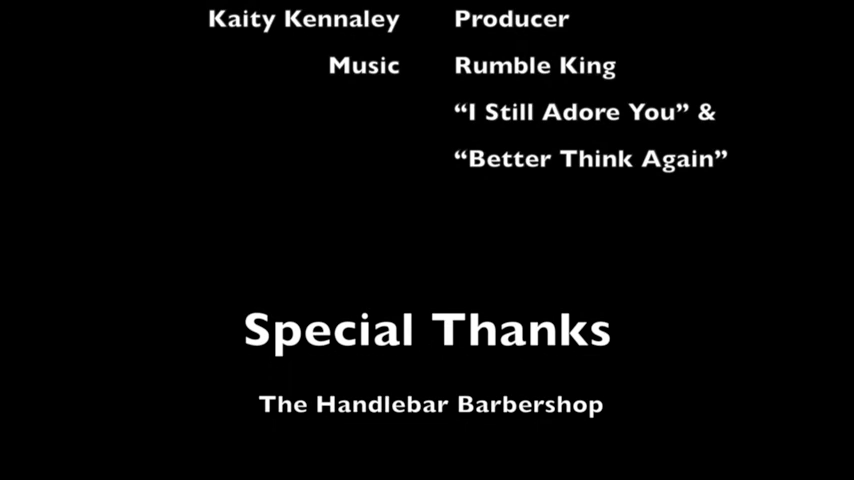 Kaity Kennaley Producer
Music Rumble King
“I Still Adore You” &
“Better Think Again”
Special Thanks
The Handlebar Barbershop